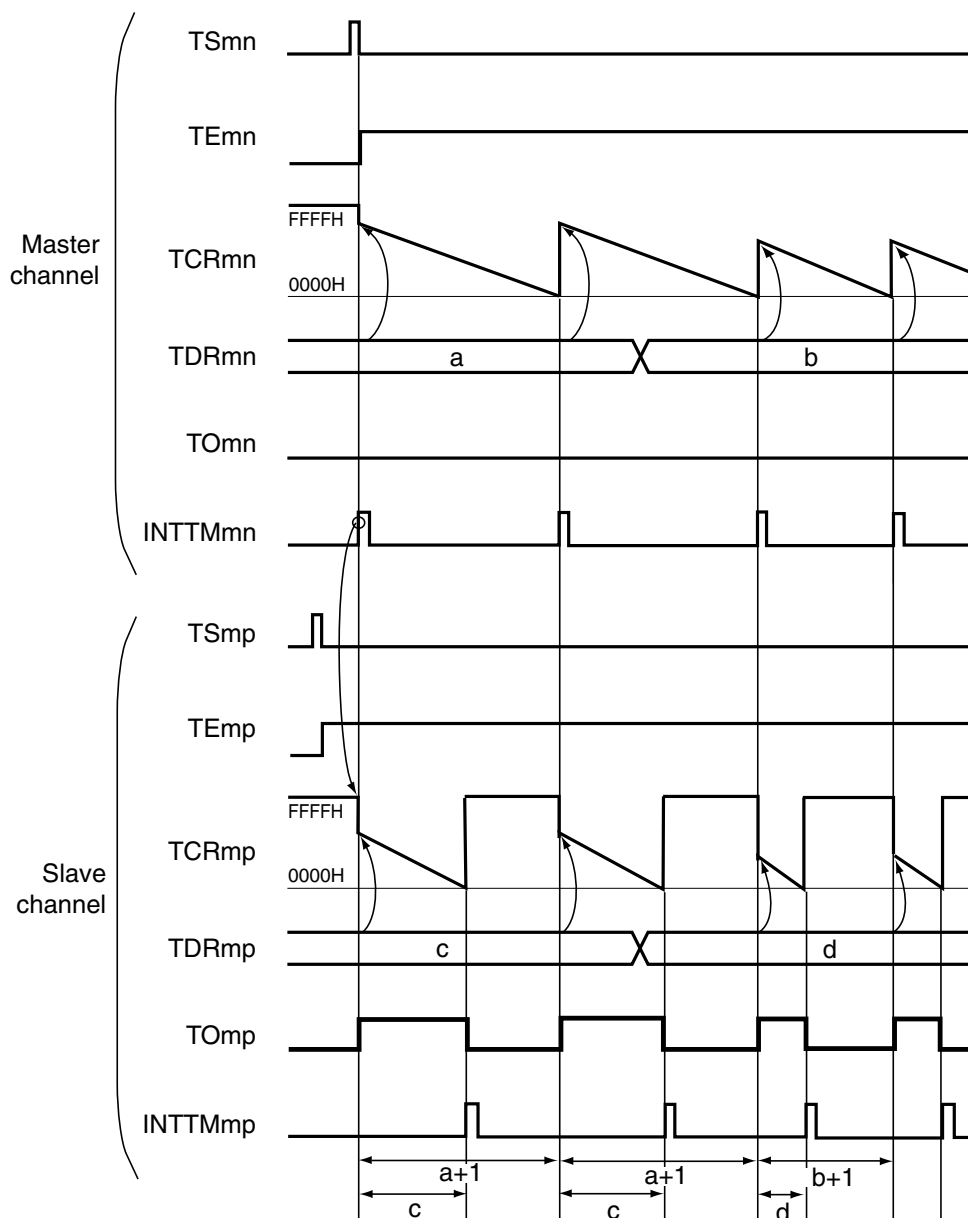 TSmn
TEmn
FFFFH
Master
channel
TCRmn
0000H
TDRmn
a
b
TOmn
INTTMmn
TSmp
TEmp
FFFFH
TCRmp
Slave
channel
0000H
TDRmp
c
d
TOmp
INTTMmp
a+1
a+1
b+1
c
c
d